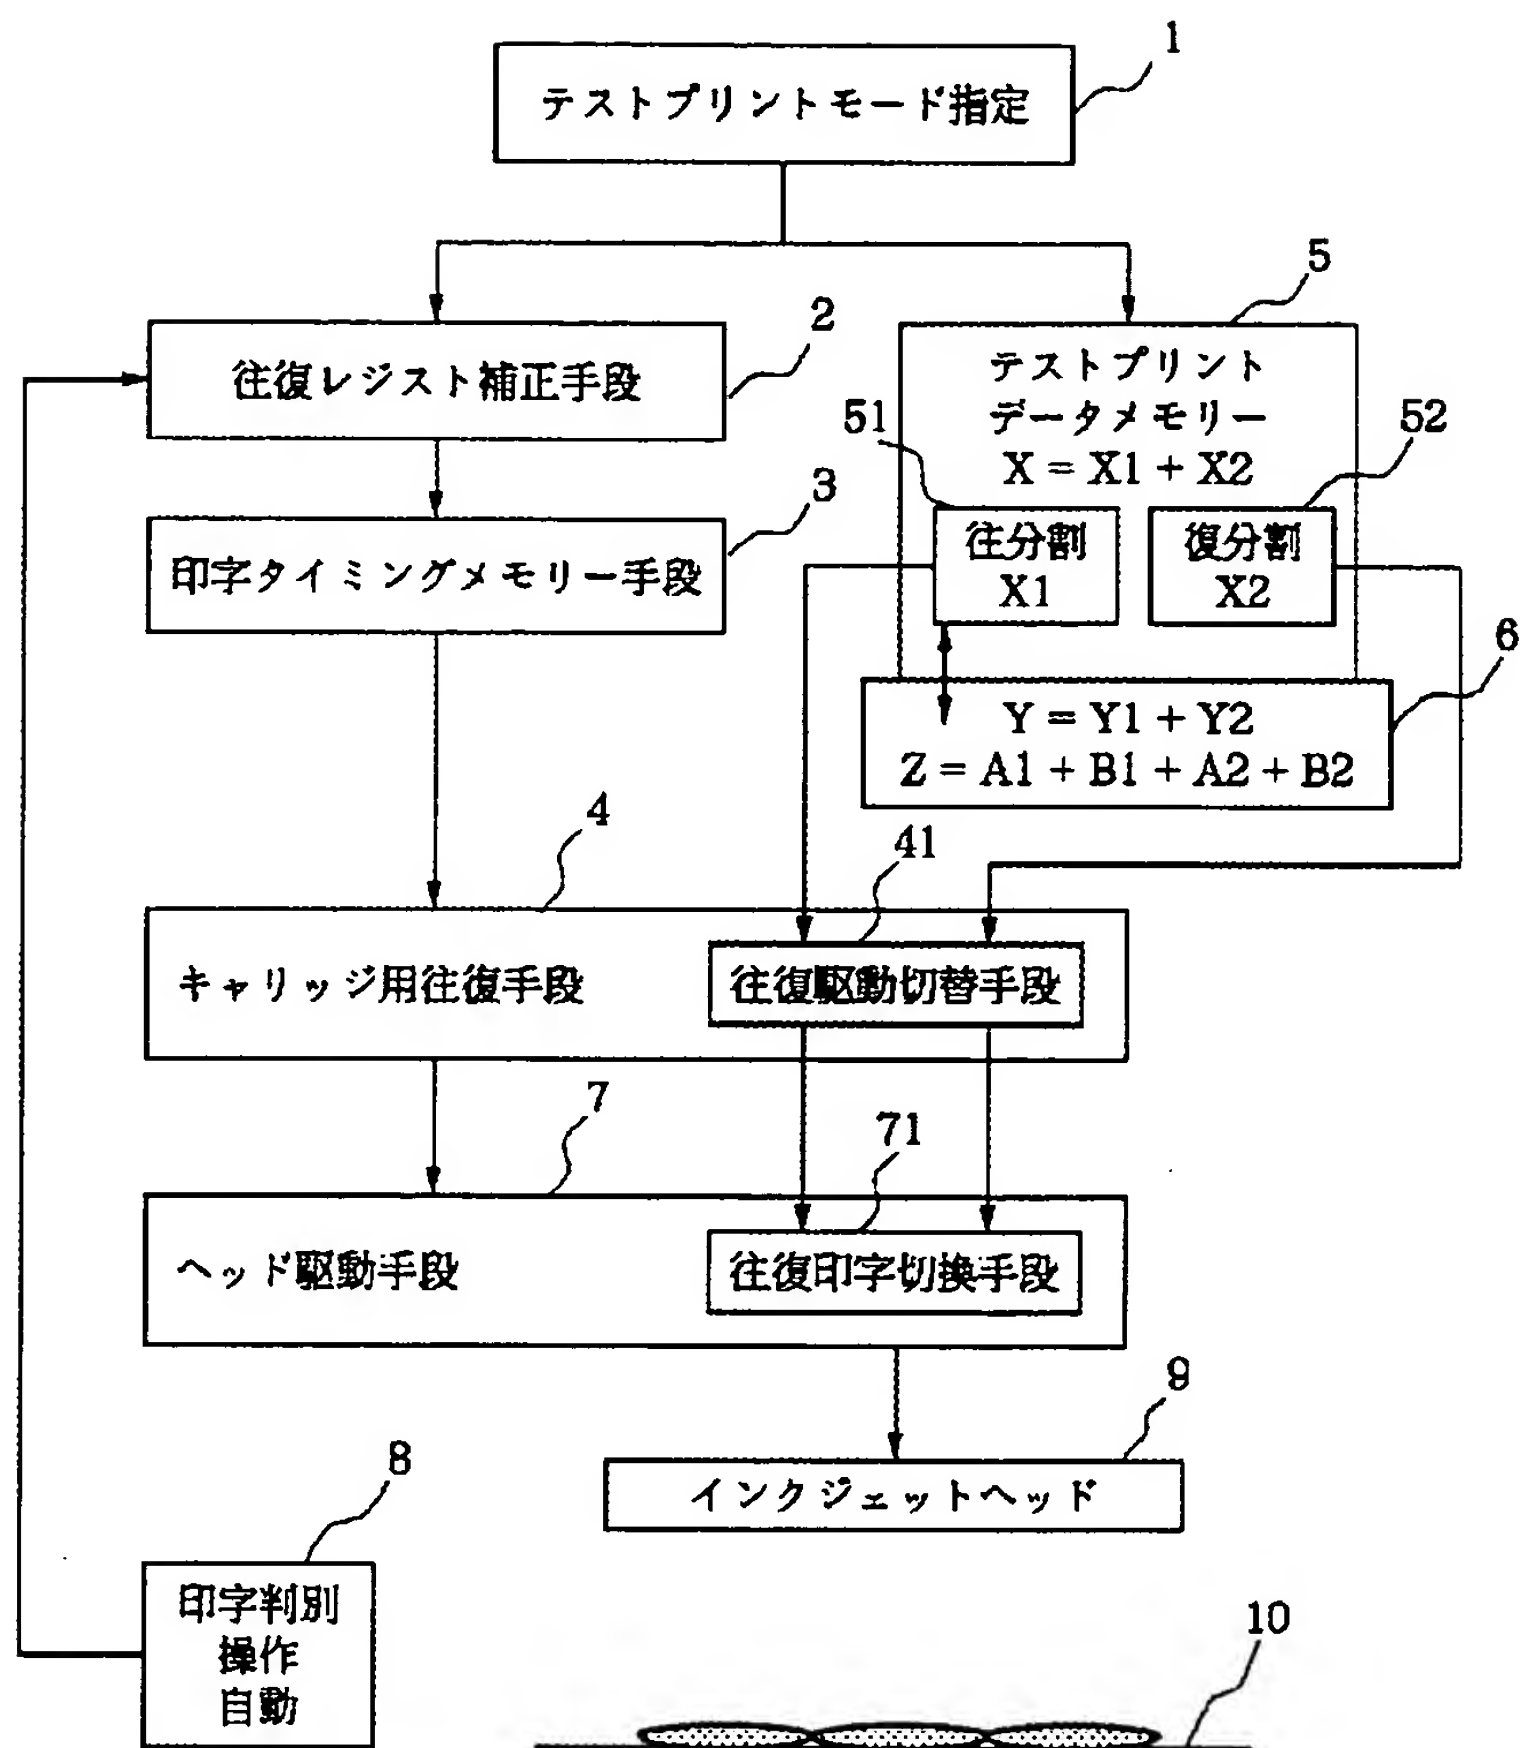 1
テストプリントモード指定
5
2
往復レジスト補正手段
テストプリント
データメモリー
X = X1 + X2
51
52
往分割
X1
復分割
X2
3
印字タイミングメモリー手段
6
Y = Y1 + Y2
Z = A1 + B1 + A2 + B2
4
41
キャリッジ用往復手段
往復駆動切替手段
7
71
ヘッド駆動手段
往復印字切換手段
9
インクジェットヘッド
8
印字判別
操作
自動
10